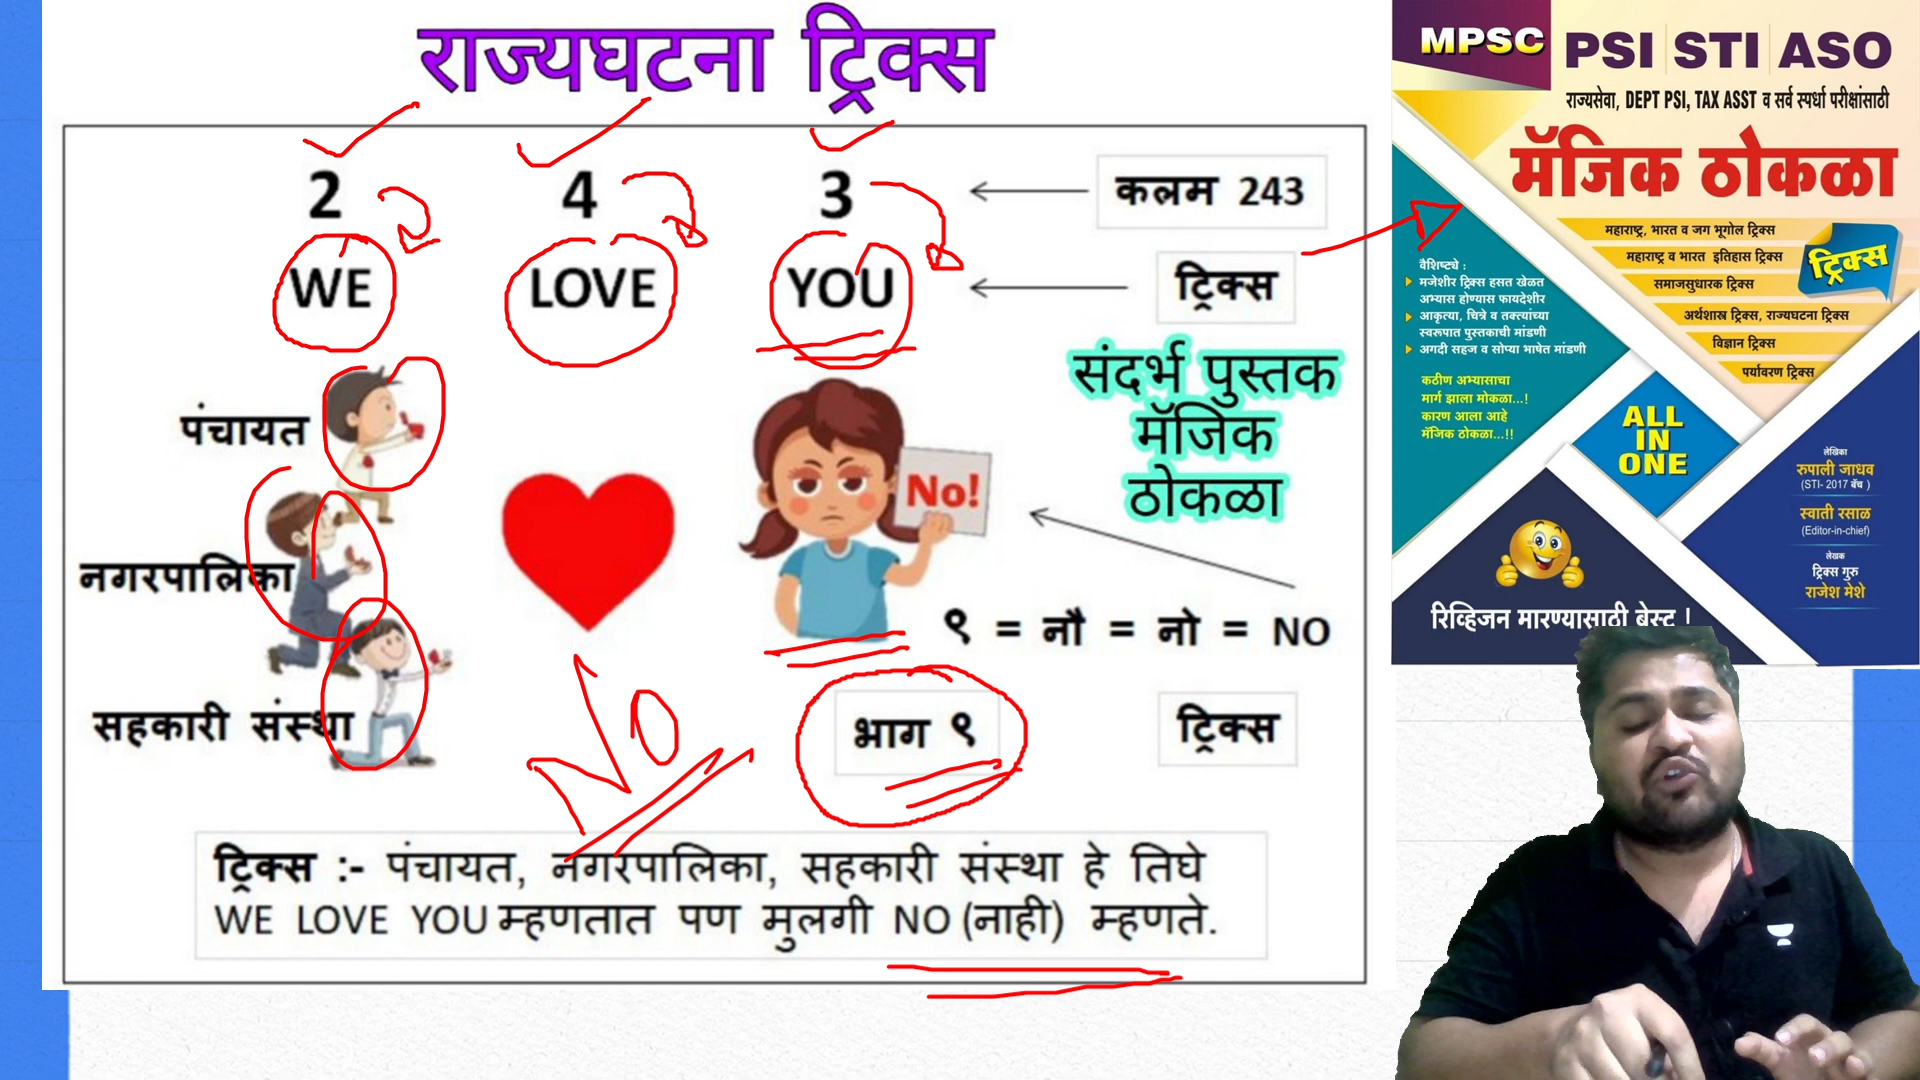 राज्यघटना ट्रिक्स
2 4 3
कलम 243
WE LOVE YOU
ट्रिक्स
पंचायत
नगरपालिका
सहकारी संस्था
No!
संदर्भ पुस्तक
मॅजिक
ठोकळा
९ = नौ = नो = NO
No
भाग ९
ट्रिक्स
ट्रिक्स :- पंचायत, नगरपालिका, सहकारी संस्था हे तिघे
WE LOVE YOU म्हणतात पण मुलगी NO (नाही) म्हणते.
MPSC
PSI STI ASO
राज्यसेवा, DEPT PSI, TAX ASST व सर्व स्पर्धा परीक्षांसाठी
मॅजिक ठोकळा
महाराष्ट्र, भारत व जग भूगोल ट्रिक्स
महाराष्ट्र व भारत इतिहास ट्रिक्स
समाजसुधारक ट्रिक्स
अर्थशास्त्र ट्रिक्स, राज्यघटना ट्रिक्स
विज्ञान ट्रिक्स
पर्यावरण ट्रिक्स
ट्रिक्स
वैशिष्ट्ये :
मजेशीर ट्रिक्स हसत खेळत
अभ्यास होण्यास फायदेशीर
आकृत्या, चित्रे व तक्त्यांच्या
स्वरूपात पुस्तकाची मांडणी
अगदी सहज व सोप्या भाषेत मांडणी
कठीण अभ्यासाचा
मार्ग झाला मोकळा...!
कारण आला आहे
मॅजिक ठोकळा...!!
ALL
IN
ONE
लेखिका
रुपाली जाधव
(STI- 2017 बॅच )
स्वाती रसाळ
(Editor-in-chief)
लेखक
ट्रिक्स गुरु
राजेश मेशे
रिव्हिजन मारण्यासाठी बेस्ट !